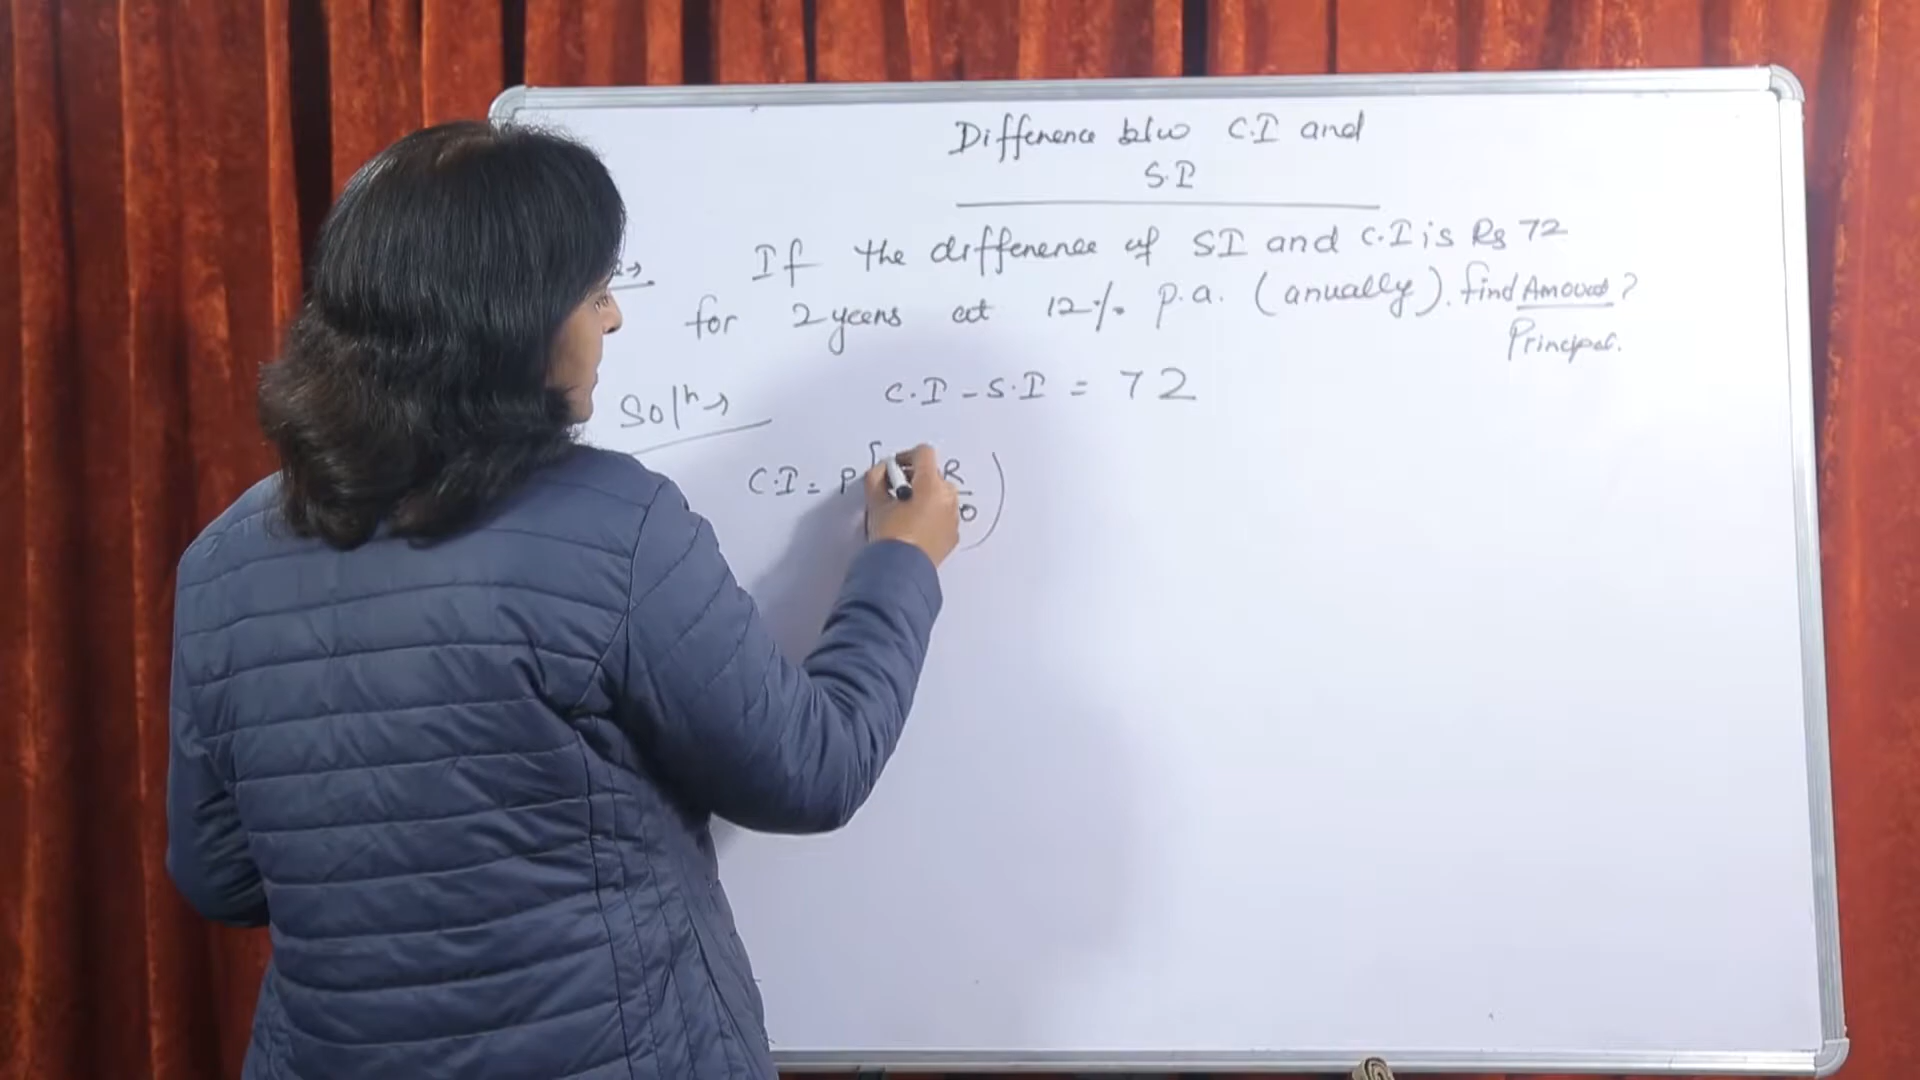 Difference b/w C.I and
S.I
If the difference of SI and C.I is Rs 72
for 2 years at 12% p.a. (anually). find Amount?
Principal.
Solⁿ→
C.I - S.I = 72
C.I = P R